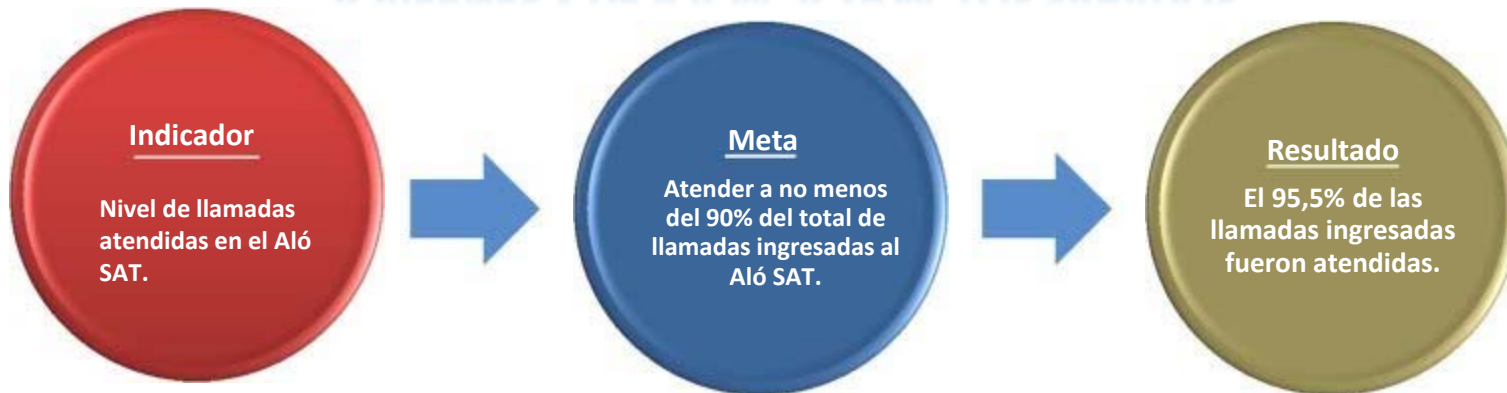 Indicador
Nivel de llamadas
atendidas en el Aló
SAT.
Meta
Atender a no menos
del 90% del total de
llamadas ingresadas al
Aló SAT.
Resultado
El 95,5% de las
llamadas ingresadas
fueron atendidas.